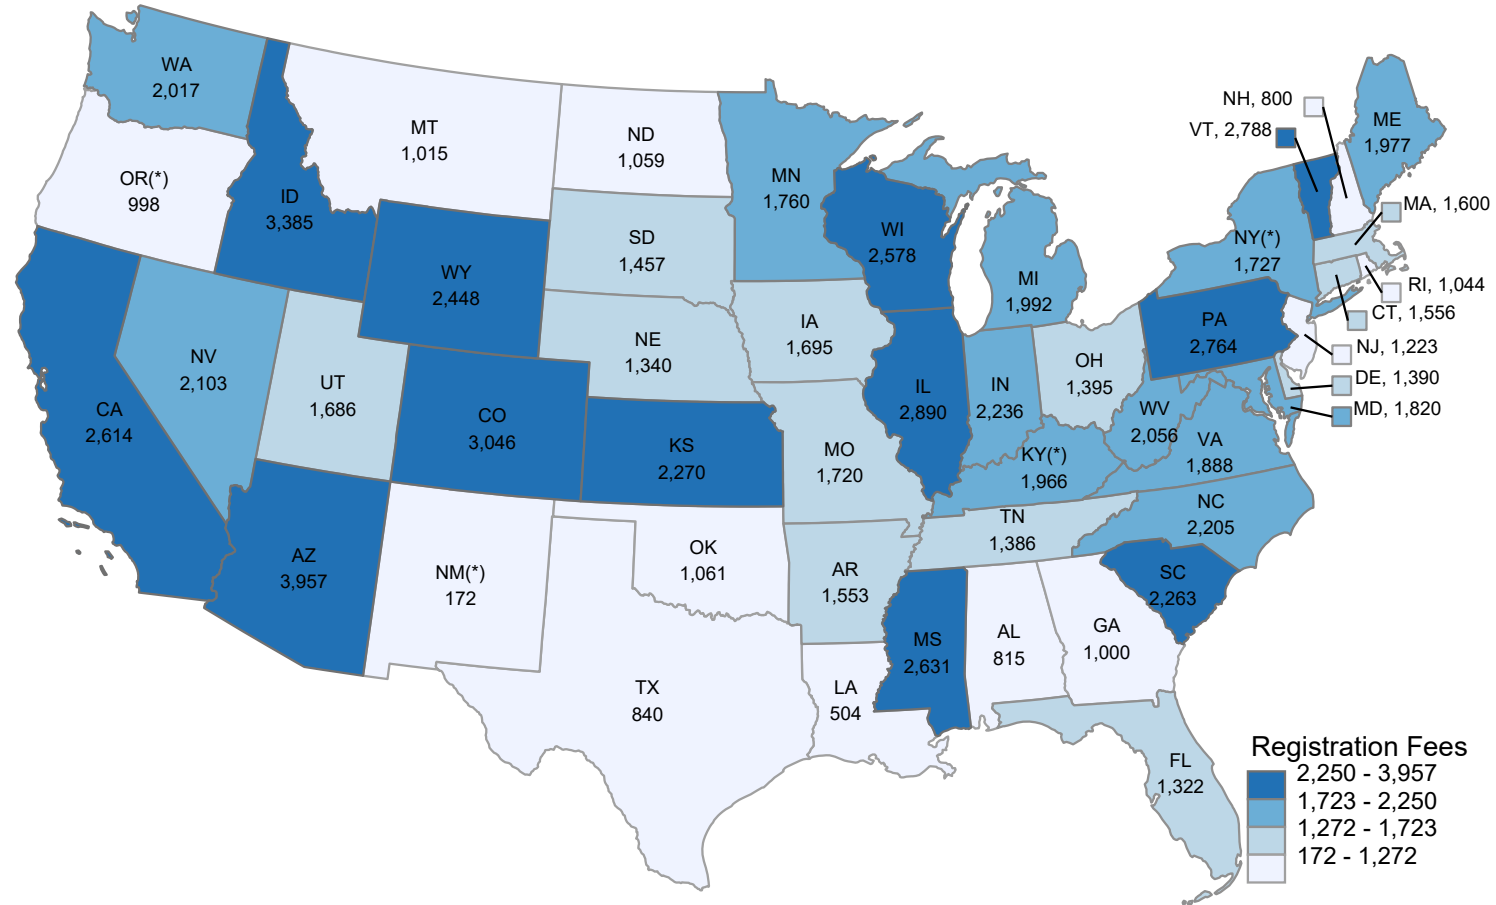 WA
2,017
OR(*)
998
ID
3,385
MT
1,015
ND
1,059
MN
1,760
WI
2,578
MI
1,992
NH, 800
VT, 2,788
ME
1,977
MA, 1,600
NY(*)
1,727
RI, 1,044
CT, 1,556
NJ, 1,223
DE, 1,390
MD, 1,820
PA
2,764
WY
2,448
SD
1,457
NE
1,340
IA
1,695
IL
2,890
IN
2,236
OH
1,395
WV
2,056
VA
1,888
KY(*)
1,966
NV
2,103
UT
1,686
CA
2,614
CO
3,046
KS
2,270
MO
1,720
NC
2,205
TN
1,386
SC
2,263
AZ
3,957
NM(*)
172
OK
1,061
AR
1,553
MS
2,631
AL
815
GA
1,000
TX
840
LA
504
FL
1,322
Registration Fees
2,250 - 3,957
1,723 - 2,250
1,272 - 1,723
172 - 1,272